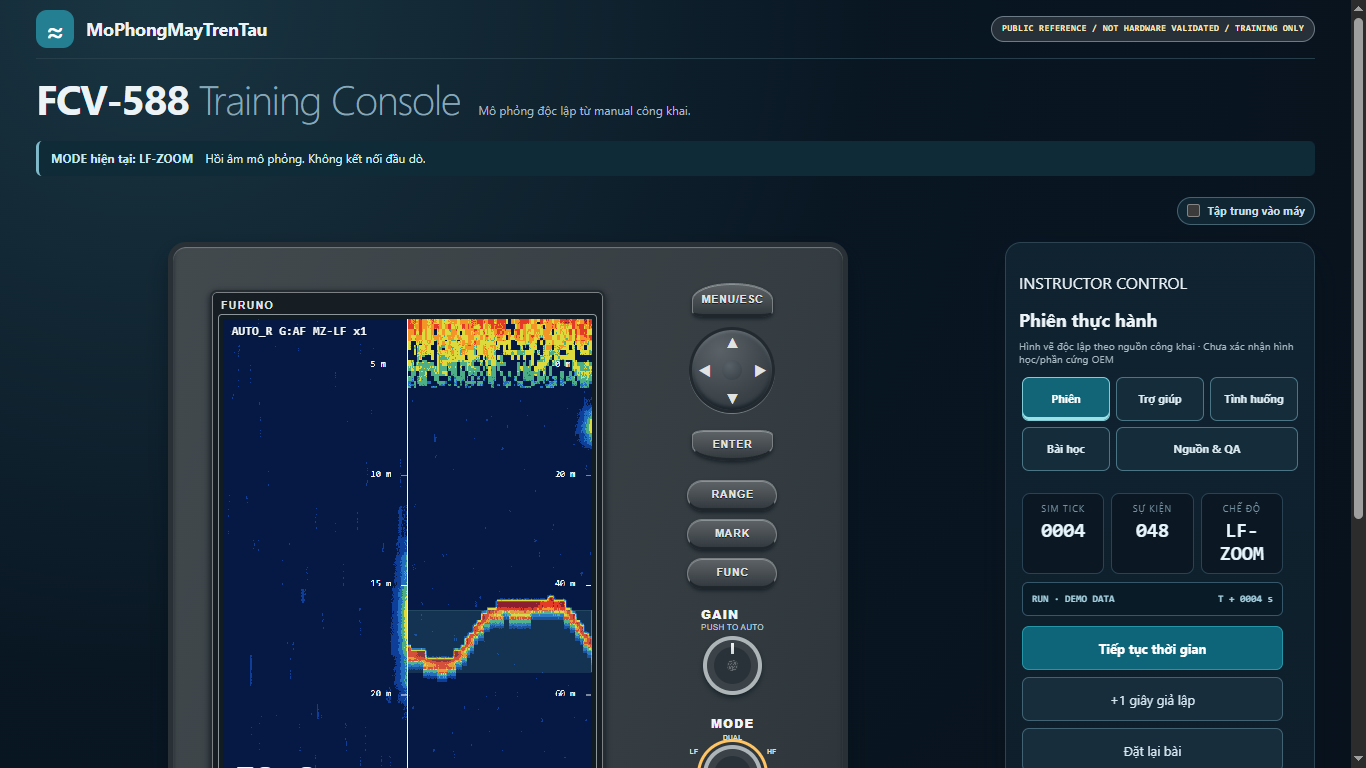 ≈ MoPhongMayTrenTau
PUBLIC REFERENCE / NOT HARDWARE VALIDATED / TRAINING ONLY
FCV-588 Training Console Mô phỏng độc lập từ manual công khai.
MODE hiện tại: LF-ZOOM Hồi âm mô phỏng. Không kết nối đầu dò.
Tập trung vào máy
FURUNO
AUTO_R G:AF MZ-LF x1
5 m
0 m
10 m
20 m
15 m
40 m
20 m
60 m
MENU/ESC
ENTER
RANGE
MARK
FUNC
GAIN
PUSH TO AUTO
MODE
DUAL
LF
HF
INSTRUCTOR CONTROL
Phiên thực hành
Hình vẽ độc lập theo nguồn công khai · Chưa xác nhận hình
học/phần cứng OEM
Phiên
Trợ giúp
Tình huống
Bài học
Nguồn & QA
SIM TICK
0004
SỰ KIỆN
048
CHẾ ĐỘ
LF-
ZOOM
RUN · DEMO DATA
T + 0004 s
Tiếp tục thời gian
+1 giây giả lập
Đặt lại bài